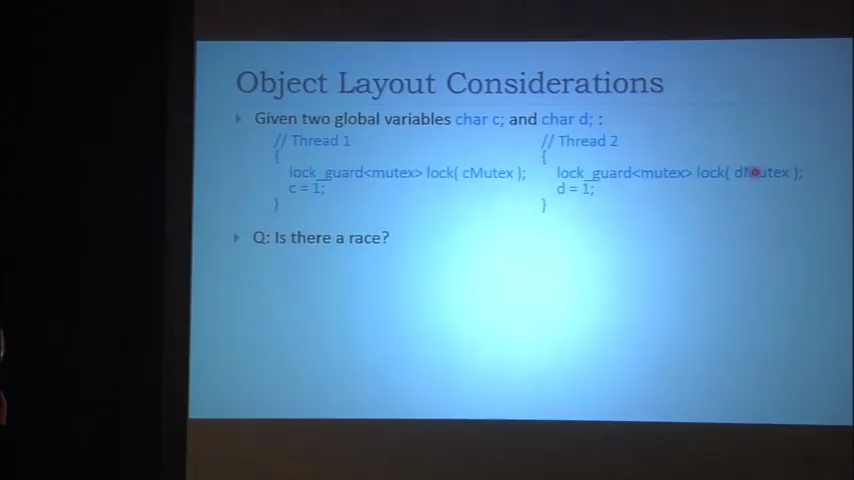 Object Layout Considerations
Given two global variables char c; and char d; :
// Thread 1
{
lock_guard<mutex> lock( cMutex );
c = 1;
}
// Thread 2
{
lock_guard<mutex> lock( dMutex );
d = 1;
}
Q: Is there a race?